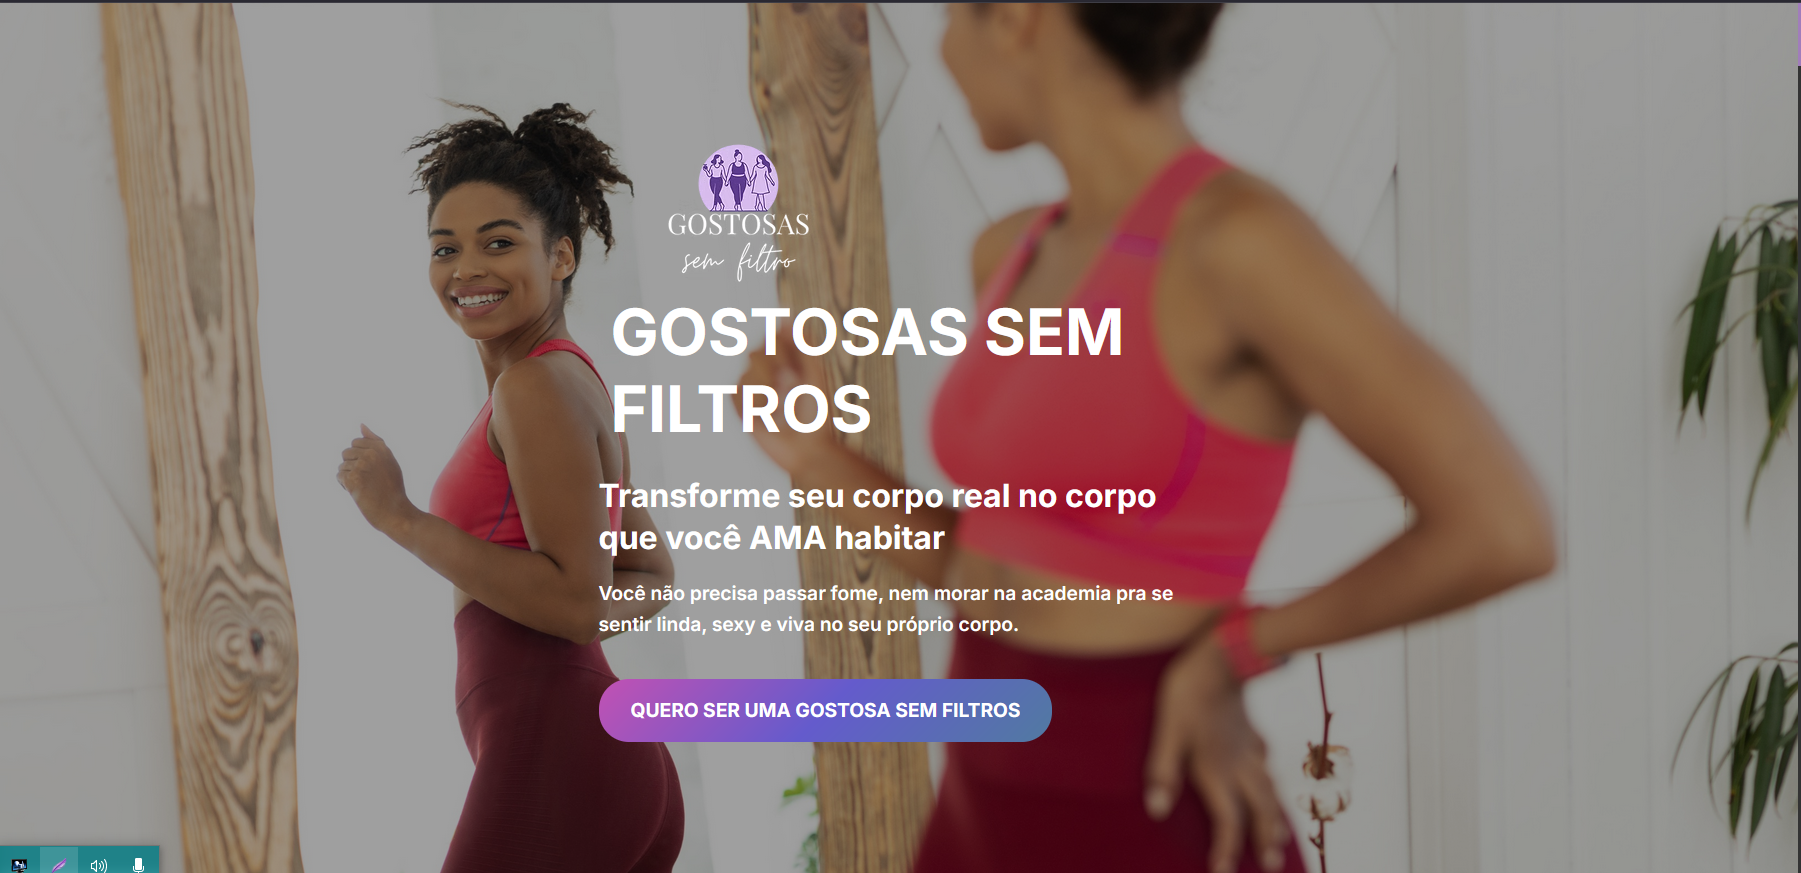 GOSTOSAS
sem filtro
GOSTOSAS SEM
FILTROS
Transforme seu corpo real no corpo
que você AMA habitar
Você não precisa passar fome, nem morar na academia pra se
sentir linda, sexy e viva no seu próprio corpo.
QUERO SER UMA GOSTOSA SEM FILTROS